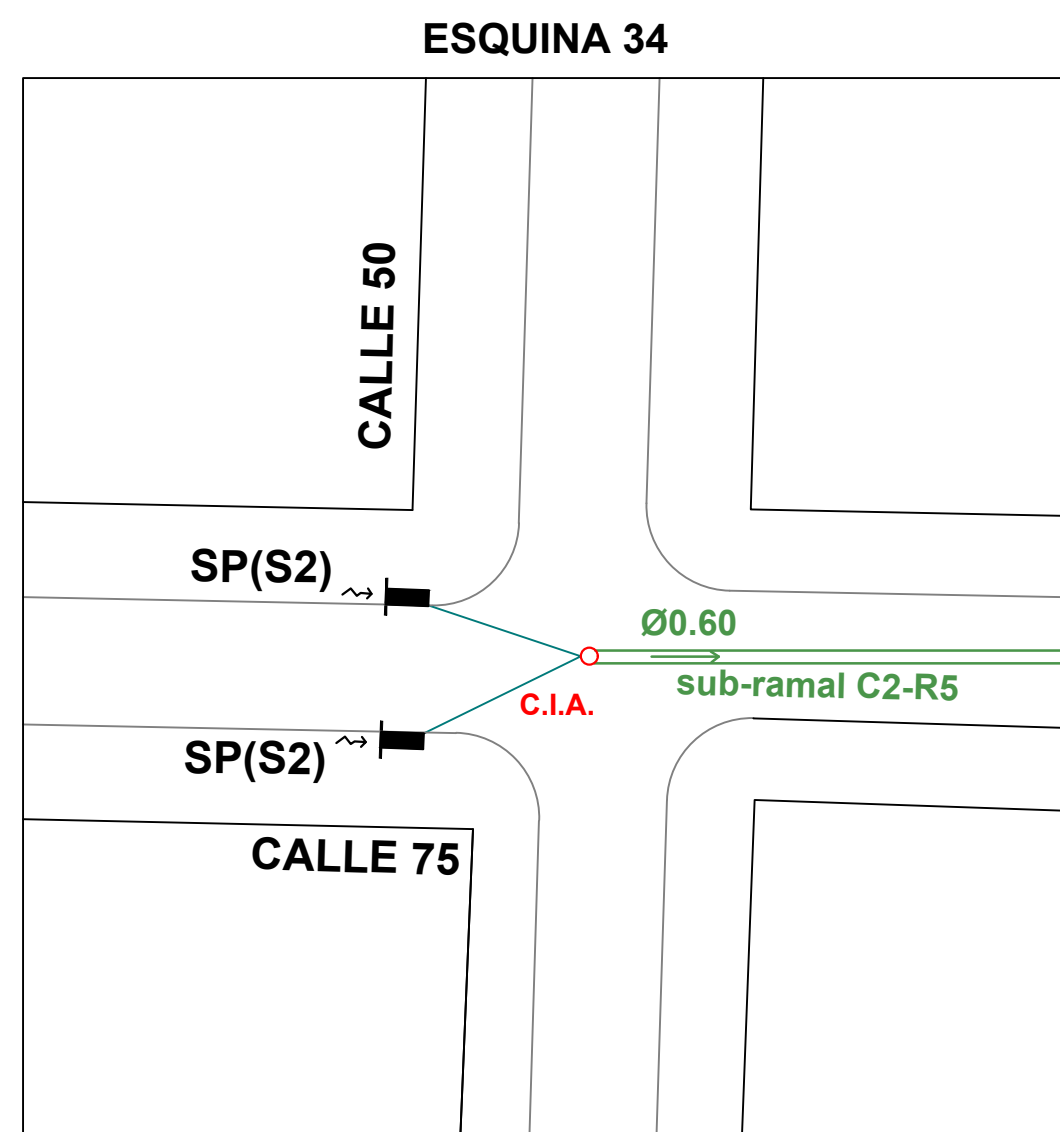 ESQUINA 34
CALLE 50
SP(S2)
Ø0.60
sub-ramal C2-R5
C.I.A.
SP(S2)
CALLE 75